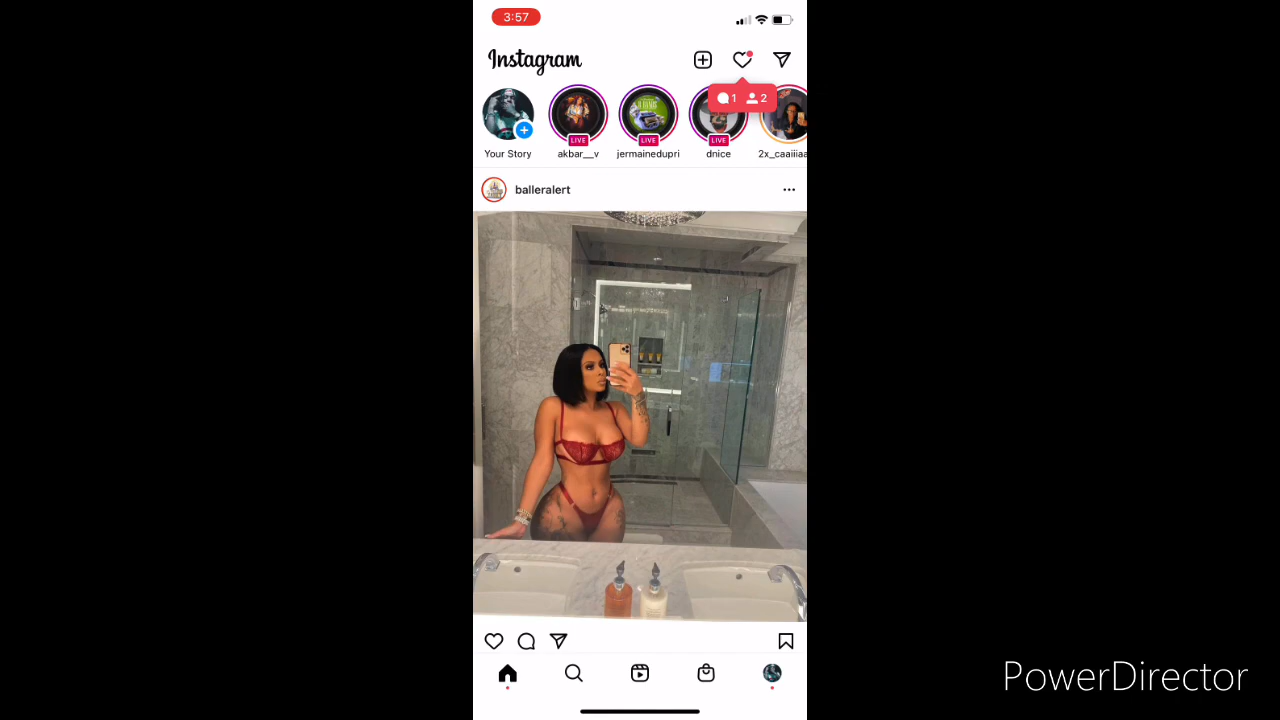 3:57
Instagram
1 2
LIVE LIVE LIVE
Your Story akbar__v jermainedupri dnice 2x_caaiiiaa
balleralert
PowerDirector